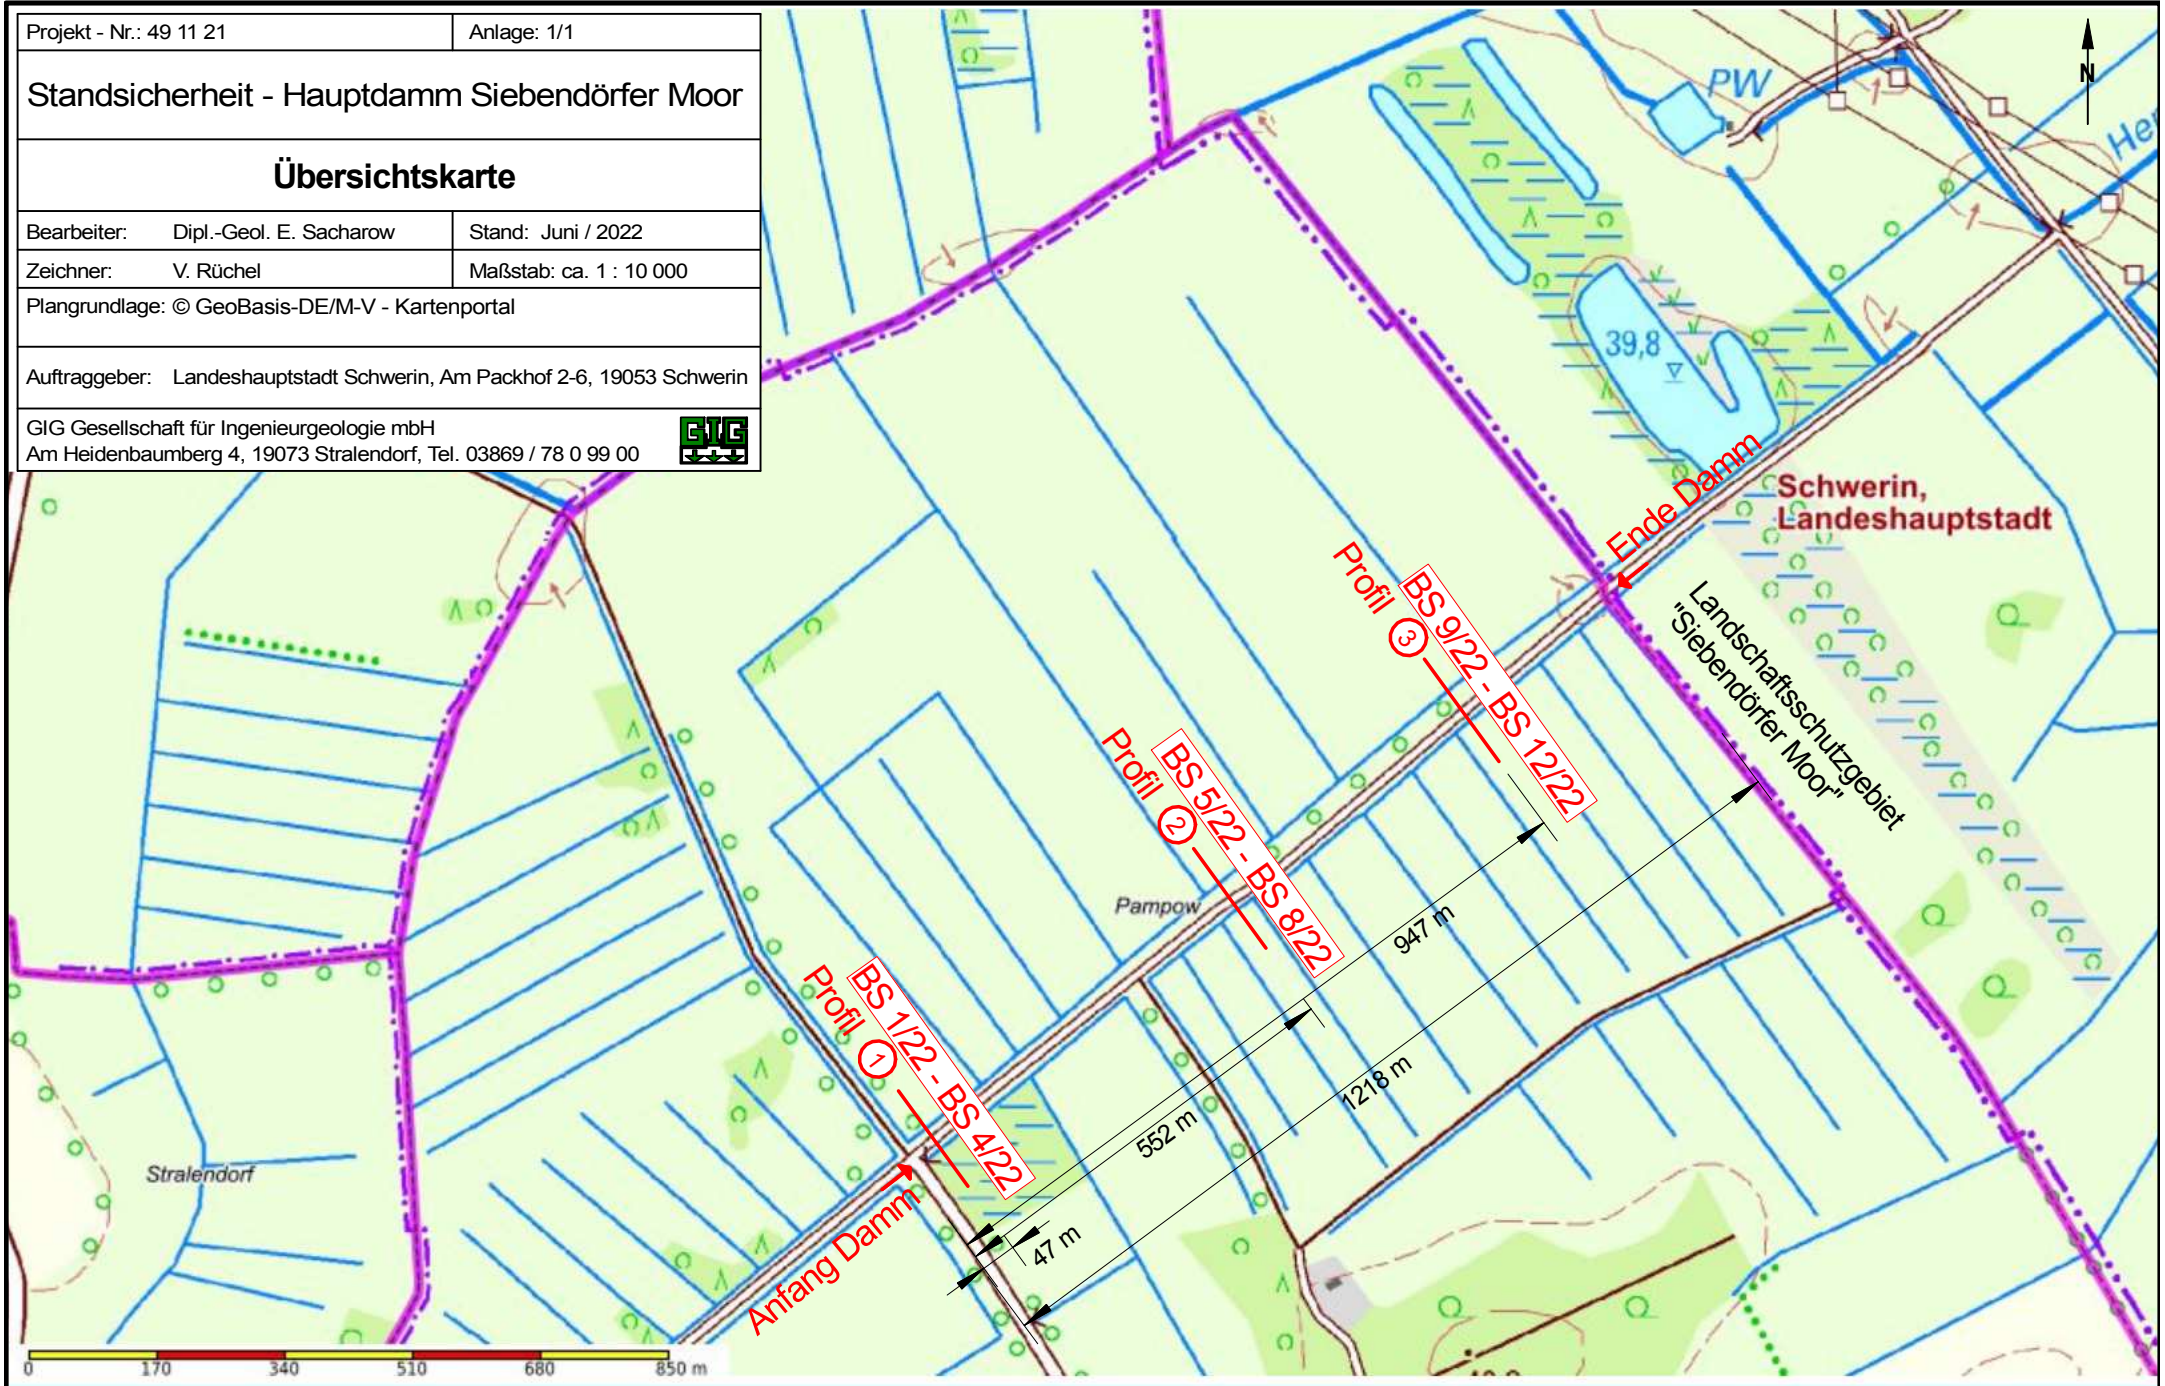 Projekt - Nr.: 49 11 21
Anlage: 1/1
Standsicherheit - Hauptdamm Siebendörfer Moor
Übersichtskarte
Bearbeiter: Dipl.-Geol. E. Sacharow
Stand: Juni / 2022
Zeichner: V. Rüchel
Maßstab: ca. 1 : 10 000
Plangrundlage: © GeoBasis-DE/M-V - Kartenportal
Auftraggeber: Landeshauptstadt Schwerin, Am Packhof 2-6, 19053 Schwerin
GIG Gesellschaft für Ingenieurgeologie mbH
Am Heidenbaumberg 4, 19073 Stralendorf, Tel. 03869 / 78 0 99 00
GIG
N
PW
39,8
Ende Damm
Schwerin,
Landeshauptstadt
Landschaftsschutzgebiet
"Siebendörfer Moor"
Profil 3
BS 9/22 - BS 12/22
Profil 2
BS 5/22 - BS 8/22
Pampow
947 m
Profil 1
BS 1/22 - BS 4/22
1218 m
552 m
47 m
Stralendorf
Anfang Damm
0 170 340 510 680 850 m